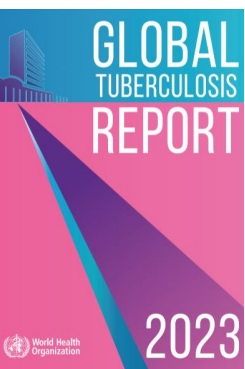 GLOBAL
TUBERCULOSIS
REPORT
World Health
Organization
2023